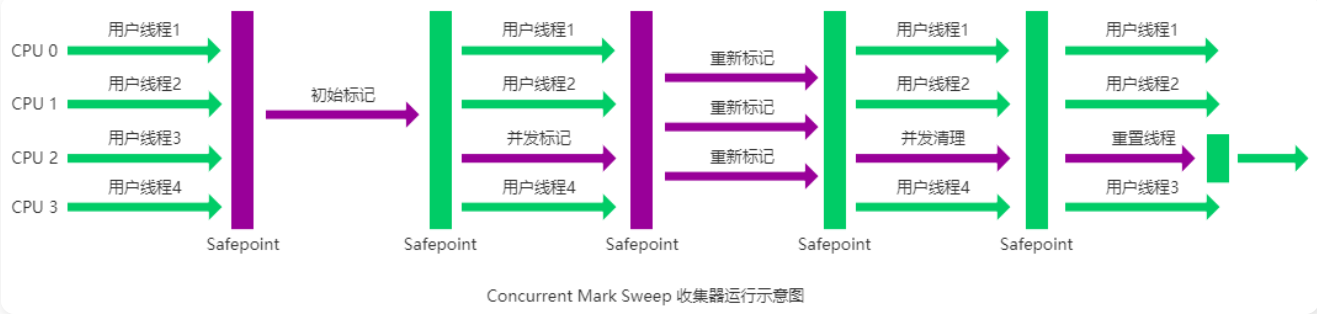 用户线程1
用户线程1
用户线程1
用户线程1
CPU 0
重新标记
用户线程2
用户线程2
用户线程2
用户线程2
初始标记
CPU 1
重新标记
用户线程3
并发标记
并发清理
重置线程
CPU 2
重新标记
用户线程4
用户线程4
用户线程4
用户线程3
CPU 3
Safepoint
Safepoint
Safepoint
Safepoint
Safepoint
Concurrent Mark Sweep 收集器运行示意图